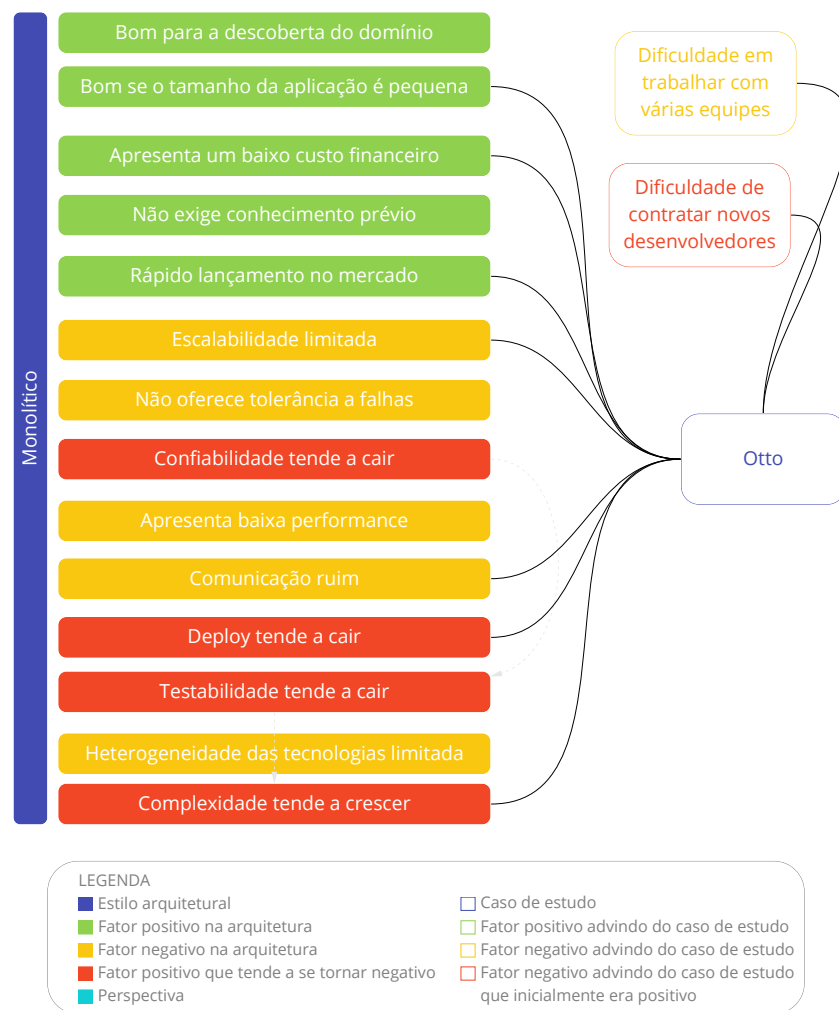 Monolítico
Bom para a descoberta do domínio
Bom se o tamanho da aplicação é pequena
Apresenta um baixo custo financeiro
Não exige conhecimento prévio
Rápido lançamento no mercado
Escalabilidade limitada
Não oferece tolerância a falhas
Confiabilidade tende a cair
Apresenta baixa performance
Comunicação ruim
Deploy tende a cair
Testabilidade tende a cair
Heterogeneidade das tecnologias limitada
Complexidade tende a crescer
Dificuldade em
trabalhar com
várias equipes
Dificuldade de
contratar novos
desenvolvedores
Otto
LEGENDA
Estilo arquitetural
Fator positivo na arquitetura
Fator negativo na arquitetura
Fator positivo que tende a se tornar negativo
Perspectiva
Caso de estudo
Fator positivo advindo do caso de estudo
Fator negativo advindo do caso de estudo
Fator negativo advindo do caso de estudo
que inicialmente era positivo